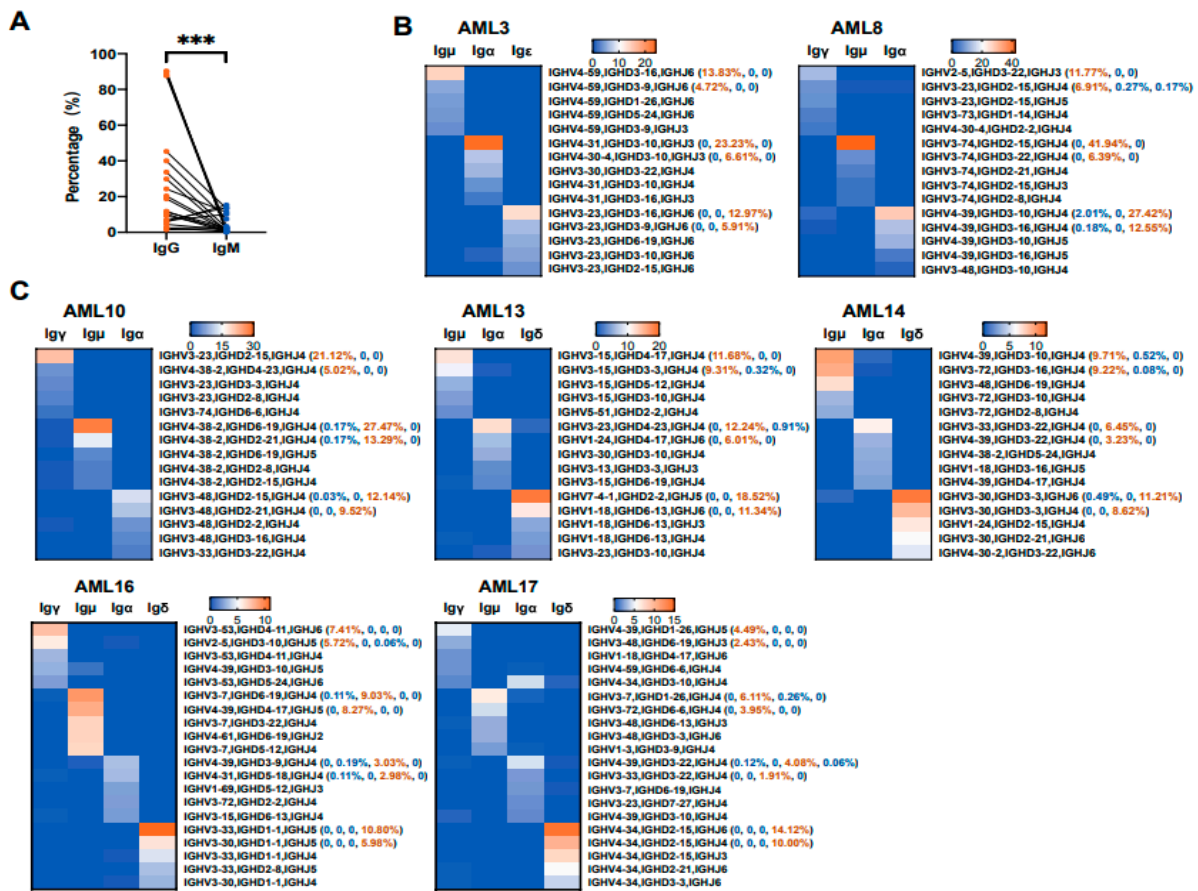 A
***
Percentage (%)
100
80
60
40
20
0
IgG
IgM
B
AML3
Igμ Igα Igε
0 20
IGHV4-59,IGHD3-16,IGHJ6 (13.83%, 0, 0)
IGHV4-59,IGHD3-9,IGHJ6 (4.72%, 0, 0)
IGHV4-59,IGHD1-26,IGHJ6
IGHV4-59,IGHD5-24,IGHJ6
IGHV4-59,IGHD3-9,IGHJ3
IGHV4-31,IGHD3-10,IGHJ3 (0, 23.23%, 0)
IGHV4-30-4,IGHD3-10,IGHJ3 (0, 6.61%, 0)
IGHV3-30,IGHD3-22,IGHJ4
IGHV4-31,IGHD3-10,IGHJ4
IGHV4-31,IGHD3-16,IGHJ3
IGHV3-23,IGHD3-16,IGHJ6 (0, 0, 12.97%)
IGHV3-23,IGHD3-9,IGHJ6 (0, 0, 5.91%)
IGHV3-23,IGHD6-19,IGHJ6
IGHV3-23,IGHD3-10,IGHJ6
IGHV3-23,IGHD2-15,IGHJ6
AML8
Igγ Igμ Igα
0 20 40
IGHV2-5,IGHD3-22,IGHJ3 (11.77%, 0, 0)
IGHV3-23,IGHD2-15,IGHJ4 (6.91%, 0.27%, 0.17%)
IGHV3-23,IGHD2-15,IGHJ5
IGHV3-73,IGHD1-14,IGHJ4
IGHV4-30-4,IGHD2-2,IGHJ4
IGHV3-74,IGHD2-15,IGHJ4 (0, 41.94%, 0)
IGHV3-74,IGHD3-22,IGHJ4 (0, 6.39%, 0)
IGHV3-74,IGHD2-21,IGHJ4
IGHV3-74,IGHD2-15,IGHJ3
IGHV3-74,IGHD2-8,IGHJ4
IGHV4-39,IGHD3-10,IGHJ4 (2.01%, 0, 27.42%)
IGHV4-39,IGHD3-16,IGHJ4 (0.18%, 0, 12.55%)
IGHV4-39,IGHD3-10,IGHJ5
IGHV4-39,IGHD3-16,IGHJ5
IGHV3-48,IGHD3-10,IGHJ4
C
AML10
Igγ Igμ Igα
0 15 30
IGHV3-23,IGHD2-15,IGHJ4 (21.12%, 0, 0)
IGHV4-38-2,IGHD4-23,IGHJ4 (5.02%, 0, 0)
IGHV3-23,IGHD3-3,IGHJ4
IGHV3-23,IGHD2-8,IGHJ4
IGHV3-74,IGHD6-6,IGHJ4
IGHV4-38-2,IGHD6-19,IGHJ4 (0.17%, 27.47%, 0)
IGHV4-38-2,IGHD2-21,IGHJ4 (0.17%, 13.29%, 0)
IGHV4-38-2,IGHD6-19,IGHJ5
IGHV4-38-2,IGHD2-8,IGHJ4
IGHV4-38-2,IGHD2-15,IGHJ4
IGHV3-48,IGHD2-15,IGHJ4 (0.03%, 0, 12.14%)
IGHV3-48,IGHD2-21,IGHJ4 (0, 0, 9.52%)
IGHV3-48,IGHD2-2,IGHJ4
IGHV3-48,IGHD3-16,IGHJ4
IGHV3-33,IGHD3-22,IGHJ4
AML13
Igμ Igα Igδ
0 10 20
IGHV3-15,IGHD4-17,IGHJ4 (11.68%, 0, 0)
IGHV3-15,IGHD3-3,IGHJ4 (9.31%, 0.32%, 0)
IGHV3-15,IGHD5-12,IGHJ4
IGHV3-15,IGHD3-10,IGHJ4
IGHV5-51,IGHD2-2,IGHJ4
IGHV3-23,IGHD4-23,IGHJ4 (0, 12.24%, 0.91%)
IGHV1-24,IGHD4-17,IGHJ6 (0, 6.01%, 0)
IGHV3-30,IGHD3-10,IGHJ4
IGHV3-13,IGHD3-3,IGHJ3
IGHV3-15,IGHD6-19,IGHJ4
IGHV7-4-1,IGHD2-2,IGHJ5 (0, 0, 18.52%)
IGHV1-18,IGHD6-13,IGHJ6 (0, 0, 11.34%)
IGHV1-18,IGHD6-13,IGHJ3
IGHV1-18,IGHD6-13,IGHJ4
IGHV3-23,IGHD3-10,IGHJ4
AML14
Igμ Igα Igδ
0 5 10
IGHV4-39,IGHD3-10,IGHJ4 (9.71%, 0.52%, 0)
IGHV3-72,IGHD3-16,IGHJ4 (9.22%, 0.08%, 0)
IGHV3-48,IGHD6-19,IGHJ4
IGHV3-72,IGHD3-10,IGHJ4
IGHV3-72,IGHD2-8,IGHJ4
IGHV3-33,IGHD3-22,IGHJ4 (0, 6.45%, 0)
IGHV4-39,IGHD3-22,IGHJ4 (0, 3.23%, 0)
IGHV4-38-2,IGHD5-24,IGHJ4
IGHV1-18,IGHD3-16,IGHJ5
IGHV4-39,IGHD4-17,IGHJ4
IGHV3-30,IGHD3-3,IGHJ6 (0.49%, 0, 11.21%)
IGHV3-30,IGHD3-3,IGHJ4 (0, 0, 8.62%)
IGHV1-24,IGHD2-15,IGHJ4
IGHV3-30,IGHD2-21,IGHJ6
IGHV4-30-2,IGHD3-22,IGHJ6
AML16
Igγ Igμ Igα Igδ
0 5 10
IGHV3-53,IGHD4-11,IGHJ6 (7.41%, 0, 0, 0)
IGHV2-5,IGHD3-10,IGHJ5 (5.72%, 0, 0.06%, 0)
IGHV3-53,IGHD4-11,IGHJ4
IGHV4-39,IGHD3-10,IGHJ5
IGHV3-53,IGHD5-24,IGHJ6
IGHV3-7,IGHD6-19,IGHJ4 (0.11%, 9.03%, 0, 0)
IGHV4-39,IGHD4-17,IGHJ5 (0, 8.27%, 0, 0)
IGHV3-7,IGHD3-22,IGHJ4
IGHV4-61,IGHD6-19,IGHJ2
IGHV3-7,IGHD5-12,IGHJ4
IGHV4-39,IGHD3-9,IGHJ4 (0, 0.19%, 3.03%, 0)
IGHV4-31,IGHD5-18,IGHJ4 (0.11%, 0, 2.98%, 0)
IGHV1-69,IGHD5-12,IGHJ3
IGHV3-72,IGHD2-2,IGHJ4
IGHV3-15,IGHD6-13,IGHJ4
IGHV3-33,IGHD1-1,IGHJ5 (0, 0, 0, 10.80%)
IGHV3-30,IGHD1-1,IGHJ5 (0, 0, 0, 5.98%)
IGHV3-33,IGHD1-1,IGHJ4
IGHV3-33,IGHD2-8,IGHJ5
IGHV3-30,IGHD1-1,IGHJ4
AML17
Igγ Igμ Igα Igδ
0 5 10 15
IGHV4-39,IGHD1-26,IGHJ5 (4.49%, 0, 0, 0)
IGHV3-48,IGHD6-19,IGHJ3 (2.43%, 0, 0, 0)
IGHV1-18,IGHD4-17,IGHJ6
IGHV4-59,IGHD6-6,IGHJ4
IGHV4-34,IGHD3-10,IGHJ4
IGHV3-7,IGHD1-26,IGHJ4 (0, 6.11%, 0.26%, 0)
IGHV3-72,IGHD6-6,IGHJ4 (0, 3.95%, 0, 0)
IGHV3-48,IGHD6-13,IGHJ3
IGHV3-48,IGHD3-3,IGHJ6
IGHV1-3,IGHD3-9,IGHJ4
IGHV4-39,IGHD3-22,IGHJ4 (0.12%, 0, 4.08%, 0.06%)
IGHV3-33,IGHD3-22,IGHJ4 (0, 0, 1.91%, 0)
IGHV3-7,IGHD6-19,IGHJ4
IGHV3-23,IGHD7-27,IGHJ4
IGHV4-39,IGHD3-10,IGHJ4
IGHV4-34,IGHD2-15,IGHJ6 (0, 0, 0, 14.12%)
IGHV4-34,IGHD2-15,IGHJ4 (0, 0, 0, 10.00%)
IGHV4-34,IGHD2-15,IGHJ3
IGHV4-34,IGHD2-21,IGHJ6
IGHV4-34,IGHD3-3,IGHJ6